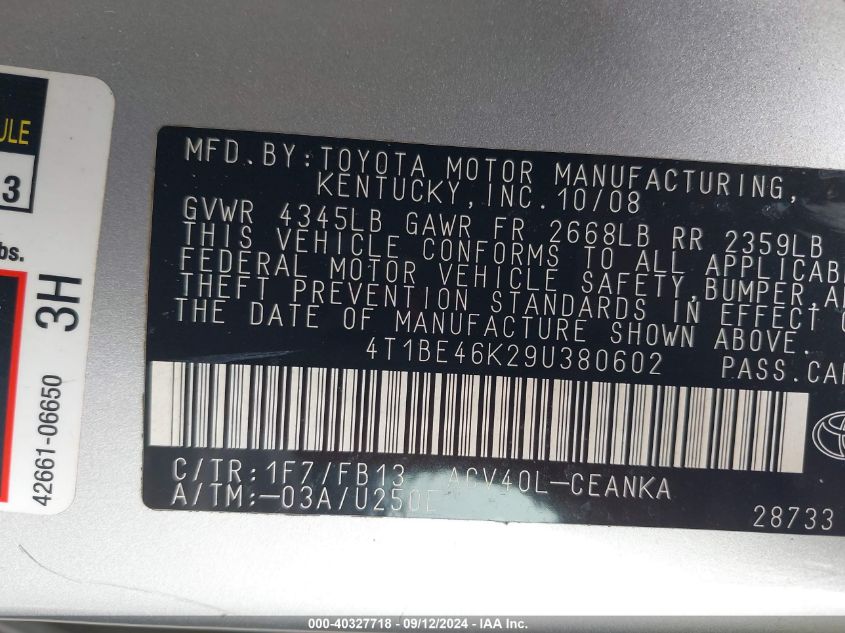 ULE
3
bs.
3H
42661-06650
MFD.BY:TOYOTA MOTOR MANUFACTURING,
KENTUCKY,INC.10/08
GVWR 4345LB GAWR FR 2668LB RR 2359LB
THIS VEHICLE CONFORMS TO ALL APPLICAB
FEDERAL MOTOR VEHICLE SAFETY,BUMPER,A
THEFT PREVENTION STANDARDS IN EFFECT O
THE DATE OF MANUFACTURE SHOWN ABOVE.
4T1BE46K29U380602 PASS.CAR
C/TR:1F7/FB13 ACV40L-CEANKA
A/TM:-03A/U250E
28733
000-40327718 - 09/12/2024 - IAA Inc.